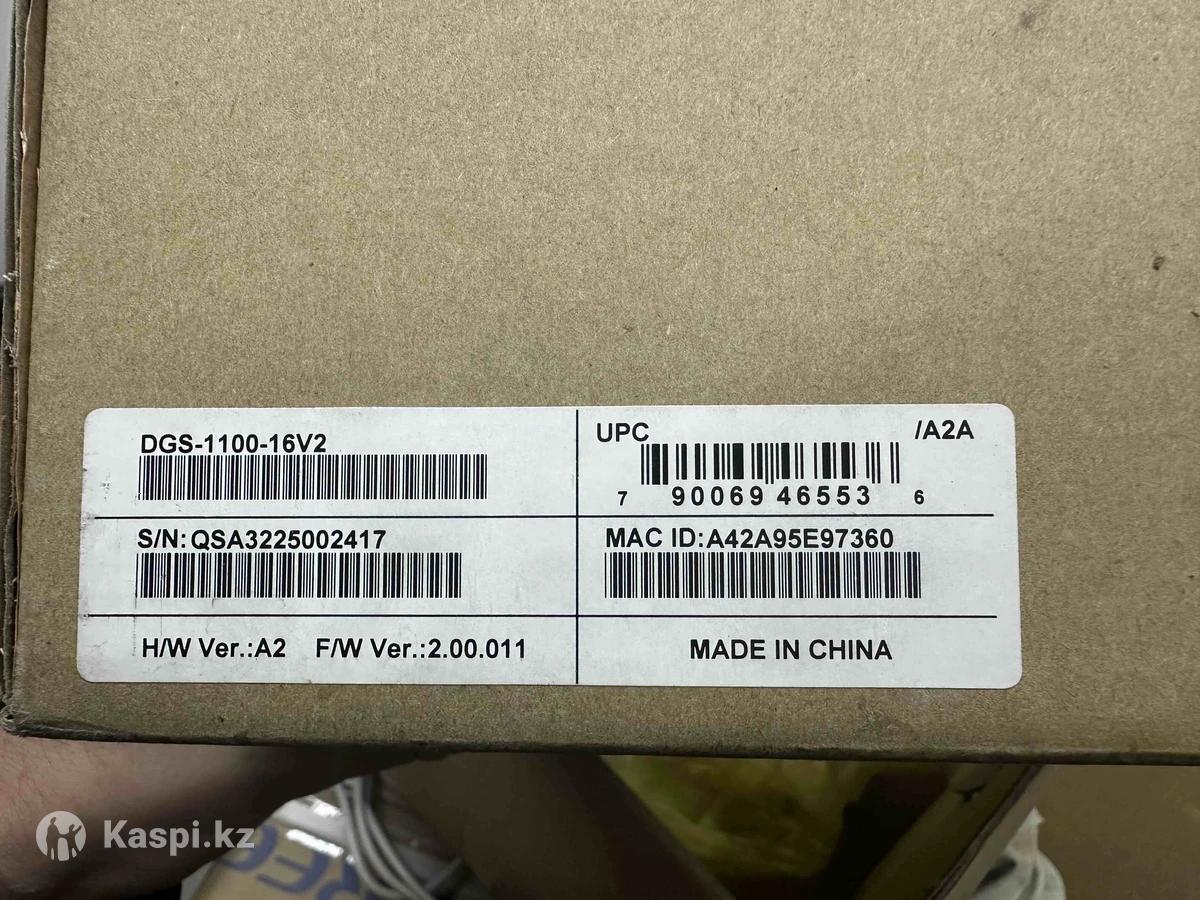 DGS-1100-16V2
UPC /A2A
7 90069 46553 6
S/N: QSA3225002417
MAC ID:A42A95E97360
H/W Ver.:A2 F/W Ver.:2.00.011
MADE IN CHINA
Kaspi.kz